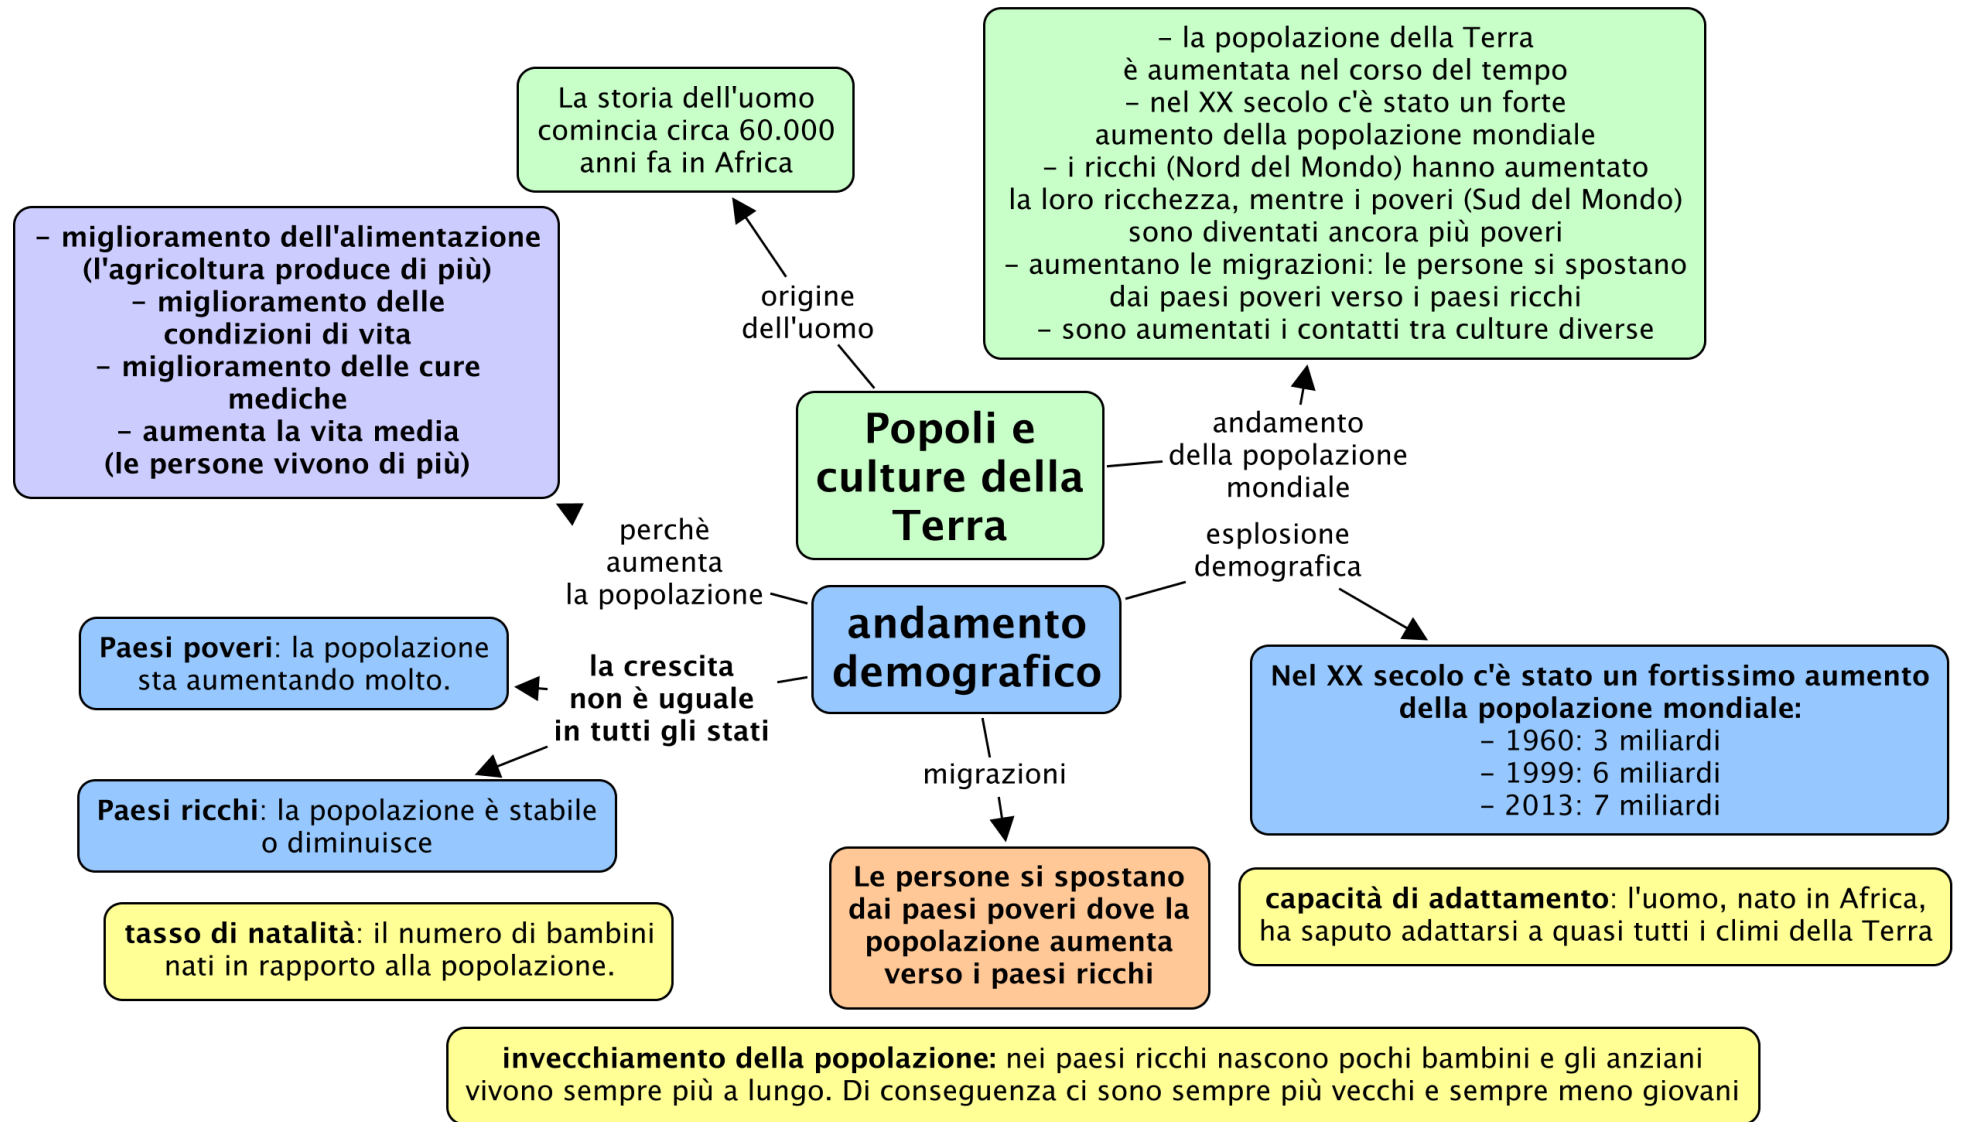 – la popolazione della Terra
è aumentata nel corso del tempo
– nel XX secolo c'è stato un forte
aumento della popolazione mondiale
– i ricchi (Nord del Mondo) hanno aumentato
la loro ricchezza, mentre i poveri (Sud del Mondo)
sono diventati ancora più poveri
– aumentano le migrazioni: le persone si spostano
dai paesi poveri verso i paesi ricchi
– sono aumentati i contatti tra culture diverse
La storia dell'uomo
comincia circa 60.000
anni fa in Africa
– miglioramento dell'alimentazione
(l'agricoltura produce di più)
– miglioramento delle
condizioni di vita
– miglioramento delle cure
mediche
– aumenta la vita media
(le persone vivono di più)
origine
dell'uomo
Popoli e
culture della
Terra
andamento
della popolazione
mondiale
perchè
aumenta
la popolazione
esplosione
demografica
andamento
demografico
Paesi poveri: la popolazione
sta aumentando molto.
la crescita
non è uguale
in tutti gli stati
Nel XX secolo c'è stato un fortissimo aumento
della popolazione mondiale:
– 1960: 3 miliardi
– 1999: 6 miliardi
– 2013: 7 miliardi
migrazioni
Paesi ricchi: la popolazione è stabile
o diminuisce
Le persone si spostano
dai paesi poveri dove la
popolazione aumenta
verso i paesi ricchi
capacità di adattamento: l'uomo, nato in Africa,
ha saputo adattarsi a quasi tutti i climi della Terra
tasso di natalità: il numero di bambini
nati in rapporto alla popolazione.
invecchiamento della popolazione: nei paesi ricchi nascono pochi bambini e gli anziani
vivono sempre più a lungo. Di conseguenza ci sono sempre più vecchi e sempre meno giovani